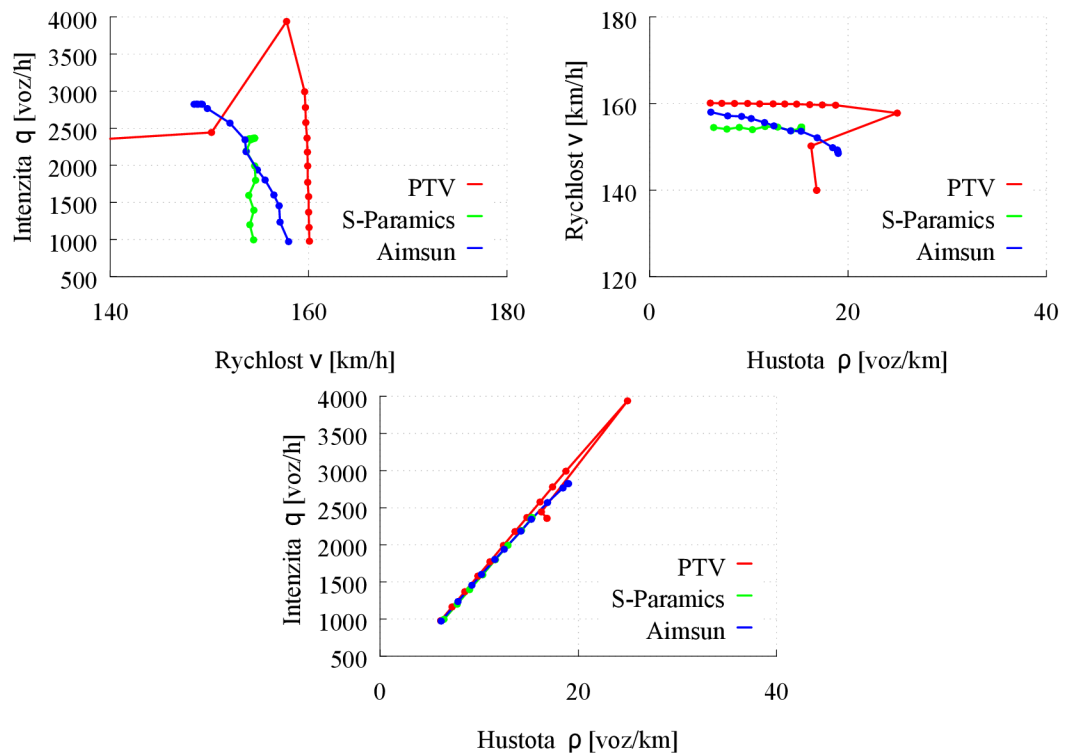 4000
3500
3000
2500
2000
1500
1000
500
140
160
180
Intenzita q [voz/h]
Rychlost v [km/h]
PTV
S-Paramics
Aimsun
180
160
140
120
0
20
40
Rychlost v [km/h]
Hustota ρ [voz/km]
PTV
S-Paramics
Aimsun
4000
3500
3000
2500
2000
1500
1000
500
0
20
40
Intenzita q [voz/h]
Hustota ρ [voz/km]
PTV
S-Paramics
Aimsun